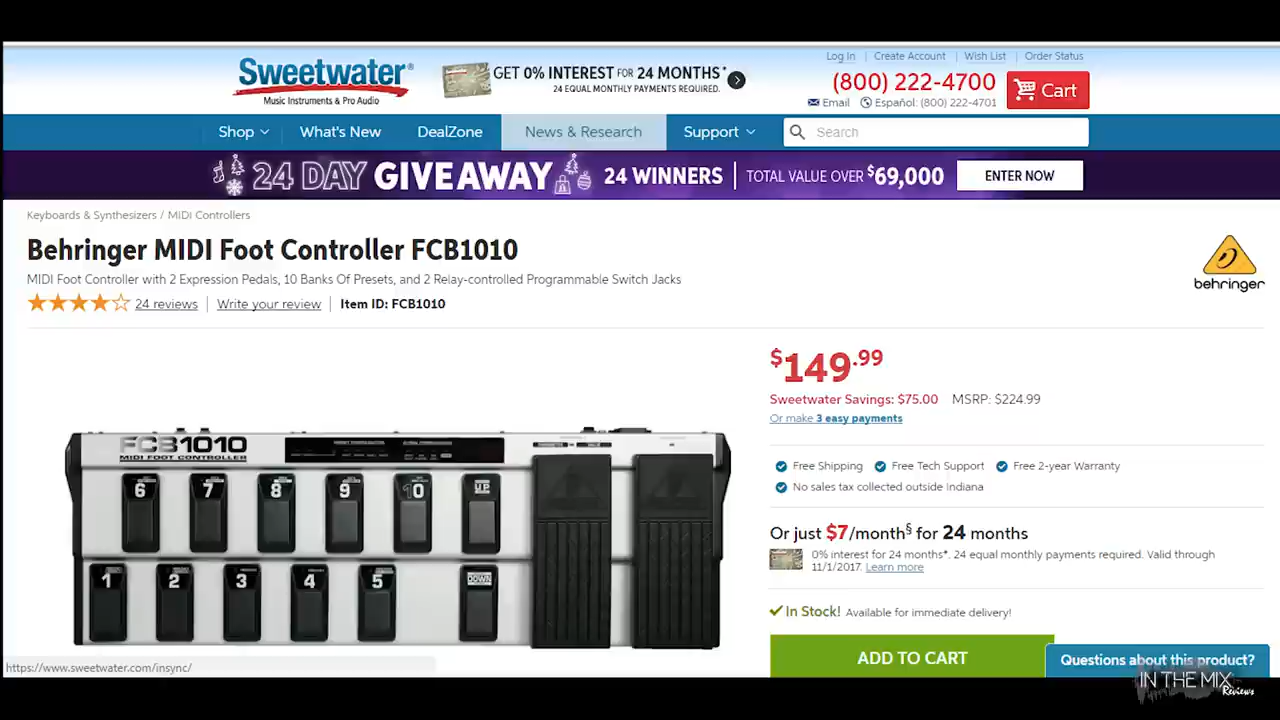 Log In | Create Account | Wish List | Order Status
Sweetwater®
Music Instruments & Pro Audio
GET 0% INTEREST FOR 24 MONTHS*
24 EQUAL MONTHLY PAYMENTS REQUIRED.
(800) 222-4700
Email Español: (800) 222-4701
Cart
Shop What's New DealZone News & Research Support Search
24 DAY GIVEAWAY 24 WINNERS | TOTAL VALUE OVER $69,000 ENTER NOW
Keyboards & Synthesizers / MIDI Controllers
Behringer MIDI Foot Controller FCB1010
MIDI Foot Controller with 2 Expression Pedals, 10 Banks Of Presets, and 2 Relay-controlled Programmable Switch Jacks
24 reviews | Write your review | Item ID: FCB1010
behringer
$149.99
Sweetwater Savings: $75.00 MSRP: $224.99
Or make 3 easy payments
Free Shipping Free Tech Support Free 2-year Warranty
No sales tax collected outside Indiana
Or just $7/month§ for 24 months
0% interest for 24 months*. 24 equal monthly payments required. Valid through
11/1/2017. Learn more
In Stock! Available for immediate delivery!
ADD TO CART
Questions about this product?
FCB1010
MIDI FOOT CONTROLLER
6 7 8 9 10 UP
1 2 3 4 5 DOWN
https://www.sweetwater.com/insync/
IN THE MIX
Reviews